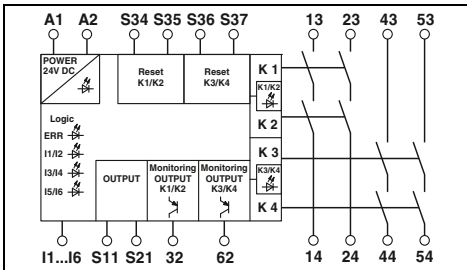 A1 A2 S34 S35 S36 S37 13 23 43 53
POWER
24V DC
Reset
K1/K2
Reset
K3/K4
K 1
K1/K2
K 2
Logic
ERR
I1/I2
I3/I4
I5/I6
K 3
K3/K4
K 4
OUTPUT
Monitoring
OUTPUT
K1/K2
Monitoring
OUTPUT
K3/K4
I1...I6 S11 S21 32 62 14 24 44 54